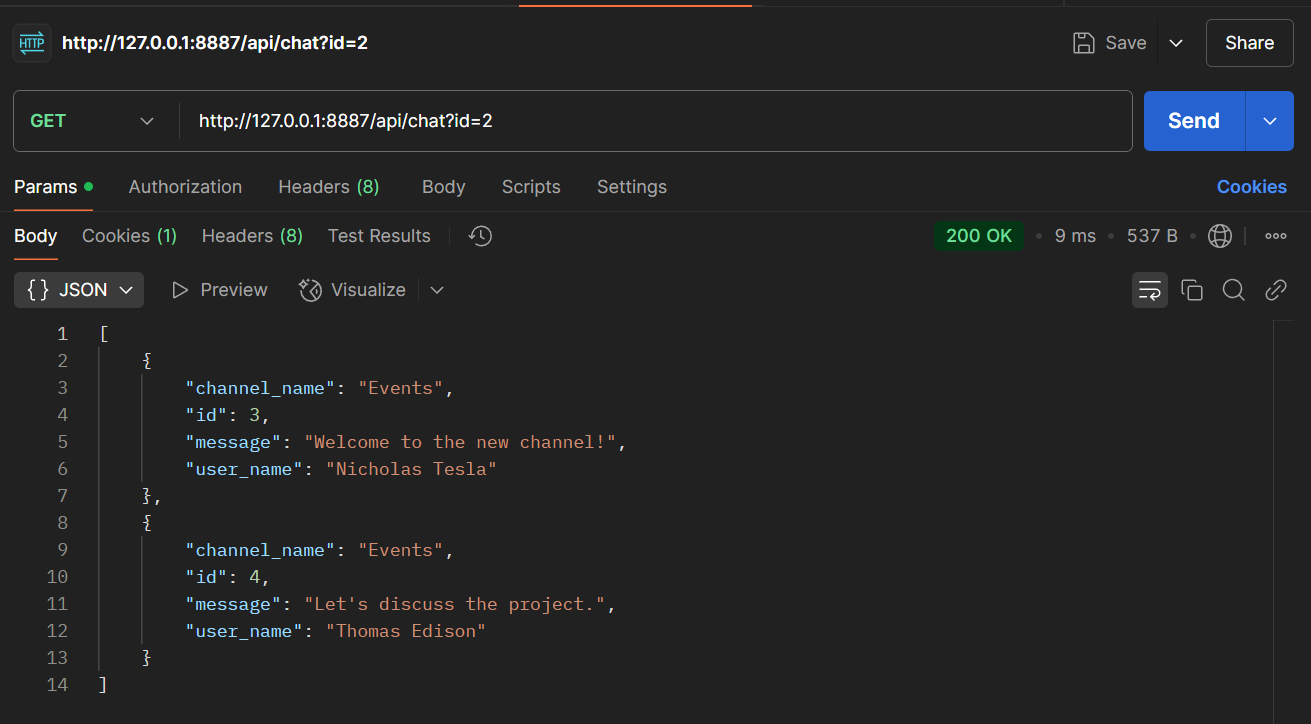 HTTP http://127.0.0.1:8887/api/chat?id=2 Save Share
GET http://127.0.0.1:8887/api/chat?id=2 Send
Params Authorization Headers (8) Body Scripts Settings Cookies
Body Cookies (1) Headers (8) Test Results 200 OK • 9 ms • 537 B •
{} JSON Preview Visualize
1 [
2 {
3 "channel_name": "Events",
4 "id": 3,
5 "message": "Welcome to the new channel!",
6 "user_name": "Nicholas Tesla"
7 },
8 {
9 "channel_name": "Events",
10 "id": 4,
11 "message": "Let's discuss the project.",
12 "user_name": "Thomas Edison"
13 }
14 ]